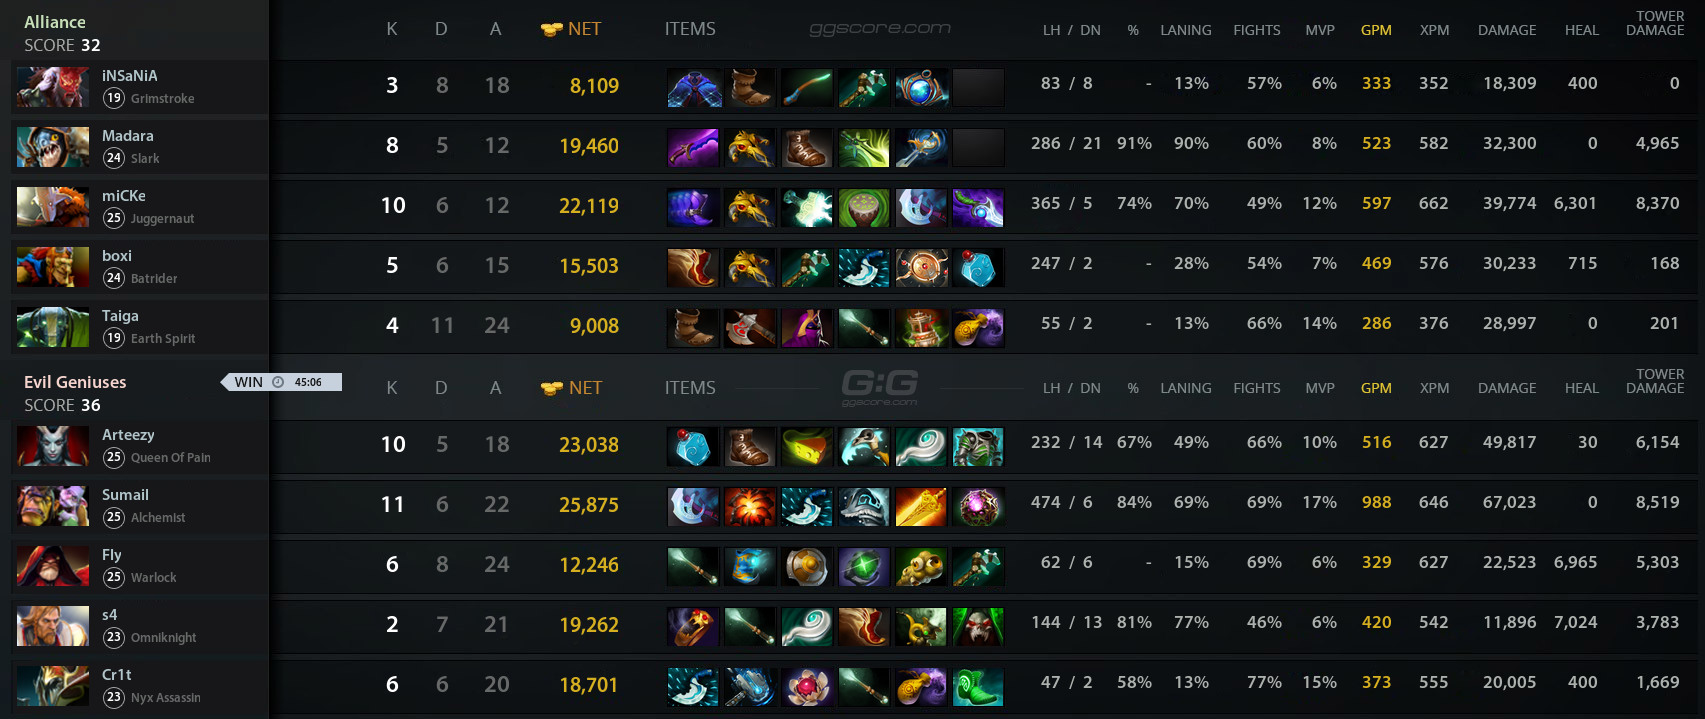 Alliance
SCORE 32
K D A NET ITEMS ggscore.com LH / DN % LANING FIGHTS MVP GPM XPM DAMAGE HEAL TOWER DAMAGE
iNSaNiA
19 Grimstroke
3 8 18 8,109 83 / 8 - 13% 57% 6% 333 352 18,309 400 0
Madara
24 Slark
8 5 12 19,460 286 / 21 91% 90% 60% 8% 523 582 32,300 0 4,965
miCKe
25 Juggernaut
10 6 12 22,119 365 / 5 74% 70% 49% 12% 597 662 39,774 6,301 8,370
boxi
24 Batrider
5 6 15 15,503 247 / 2 - 28% 54% 7% 469 576 30,233 715 168
Taiga
19 Earth Spirit
4 11 24 9,008 55 / 2 - 13% 66% 14% 286 376 28,997 0 201
Evil Geniuses
WIN 45:06
SCORE 36
K D A NET ITEMS G:G ggscore.com LH / DN % LANING FIGHTS MVP GPM XPM DAMAGE HEAL TOWER DAMAGE
Arteezy
25 Queen Of Pain
10 5 18 23,038 232 / 14 67% 49% 66% 10% 516 627 49,817 30 6,154
Sumail
25 Alchemist
11 6 22 25,875 474 / 6 84% 69% 69% 17% 988 646 67,023 0 8,519
Fly
25 Warlock
6 8 24 12,246 62 / 6 - 15% 69% 6% 329 627 22,523 6,965 5,303
s4
23 Omniknight
2 7 21 19,262 144 / 13 81% 77% 46% 6% 420 542 11,896 7,024 3,783
Cr1t
23 Nyx Assassin
6 6 20 18,701 47 / 2 58% 13% 77% 15% 373 555 20,005 400 1,669